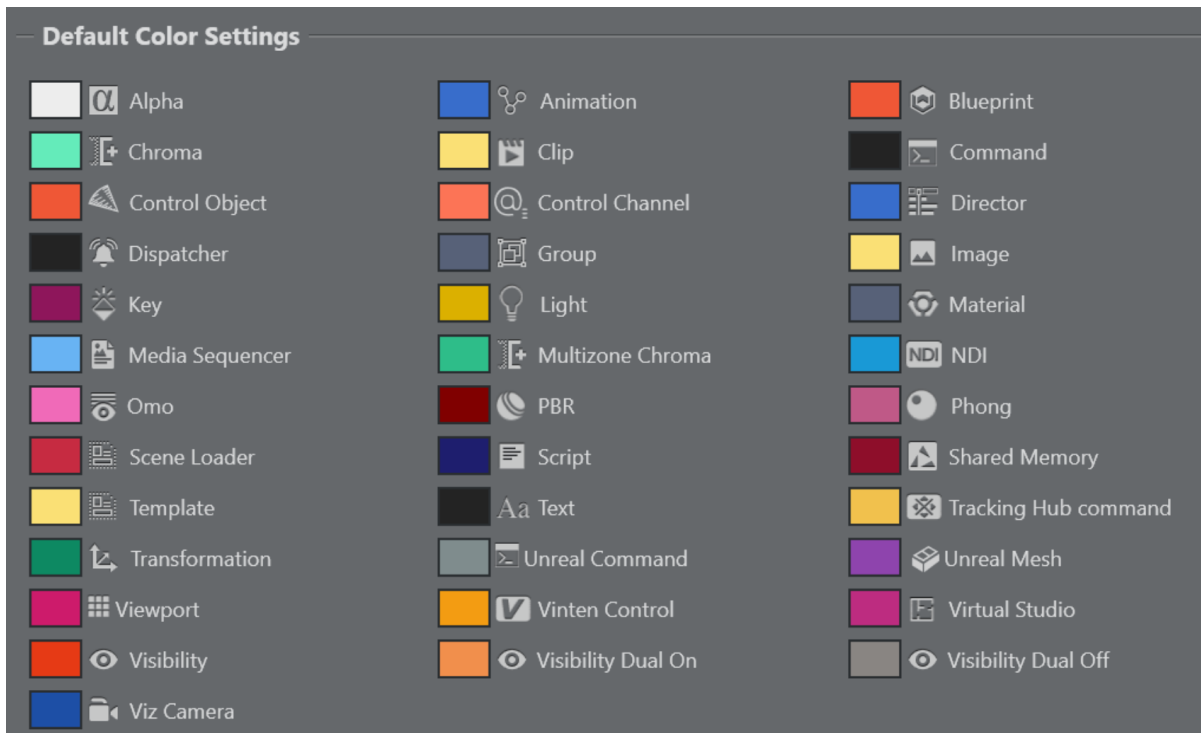 Default Color Settings
α Alpha
Animation
Blueprint
Chroma
Clip
Command
Control Object
@ Control Channel
Director
Dispatcher
Group
Image
Key
Light
Material
Media Sequencer
Multizone Chroma
NDI NDI
Omo
PBR
Phong
Scene Loader
Script
Shared Memory
Template
Aa Text
Tracking Hub command
Transformation
Unreal Command
Unreal Mesh
Viewport
V Vinten Control
Virtual Studio
Visibility
Visibility Dual On
Visibility Dual Off
Viz Camera